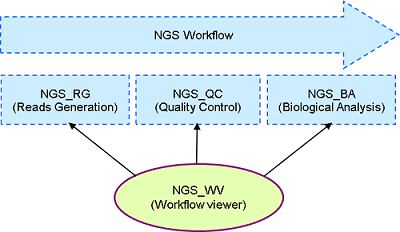 NGS Workflow
NGS_RG
(Reads Generation)
NGS_QC
(Quality Control)
NGS_BA
(Biological Analysis)
NGS_WV
(Workflow viewer)